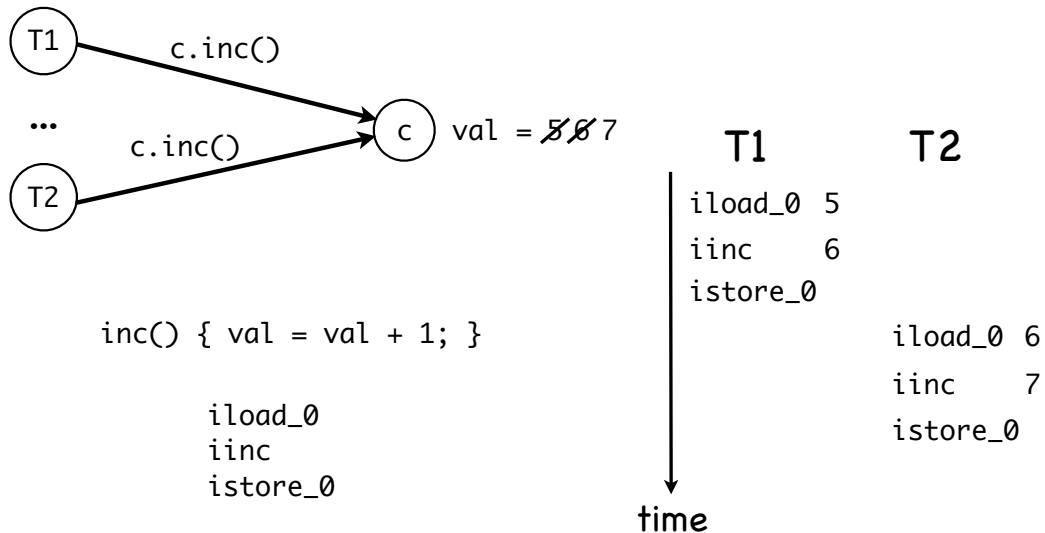 T1
c.inc()
...
c.inc()
T2
c
val = 5 6 7
inc() { val = val + 1; }
iload_0
iinc
istore_0
T1 T2
iload_0 5
iinc 6
istore_0
iload_0 6
iinc 7
istore_0
time